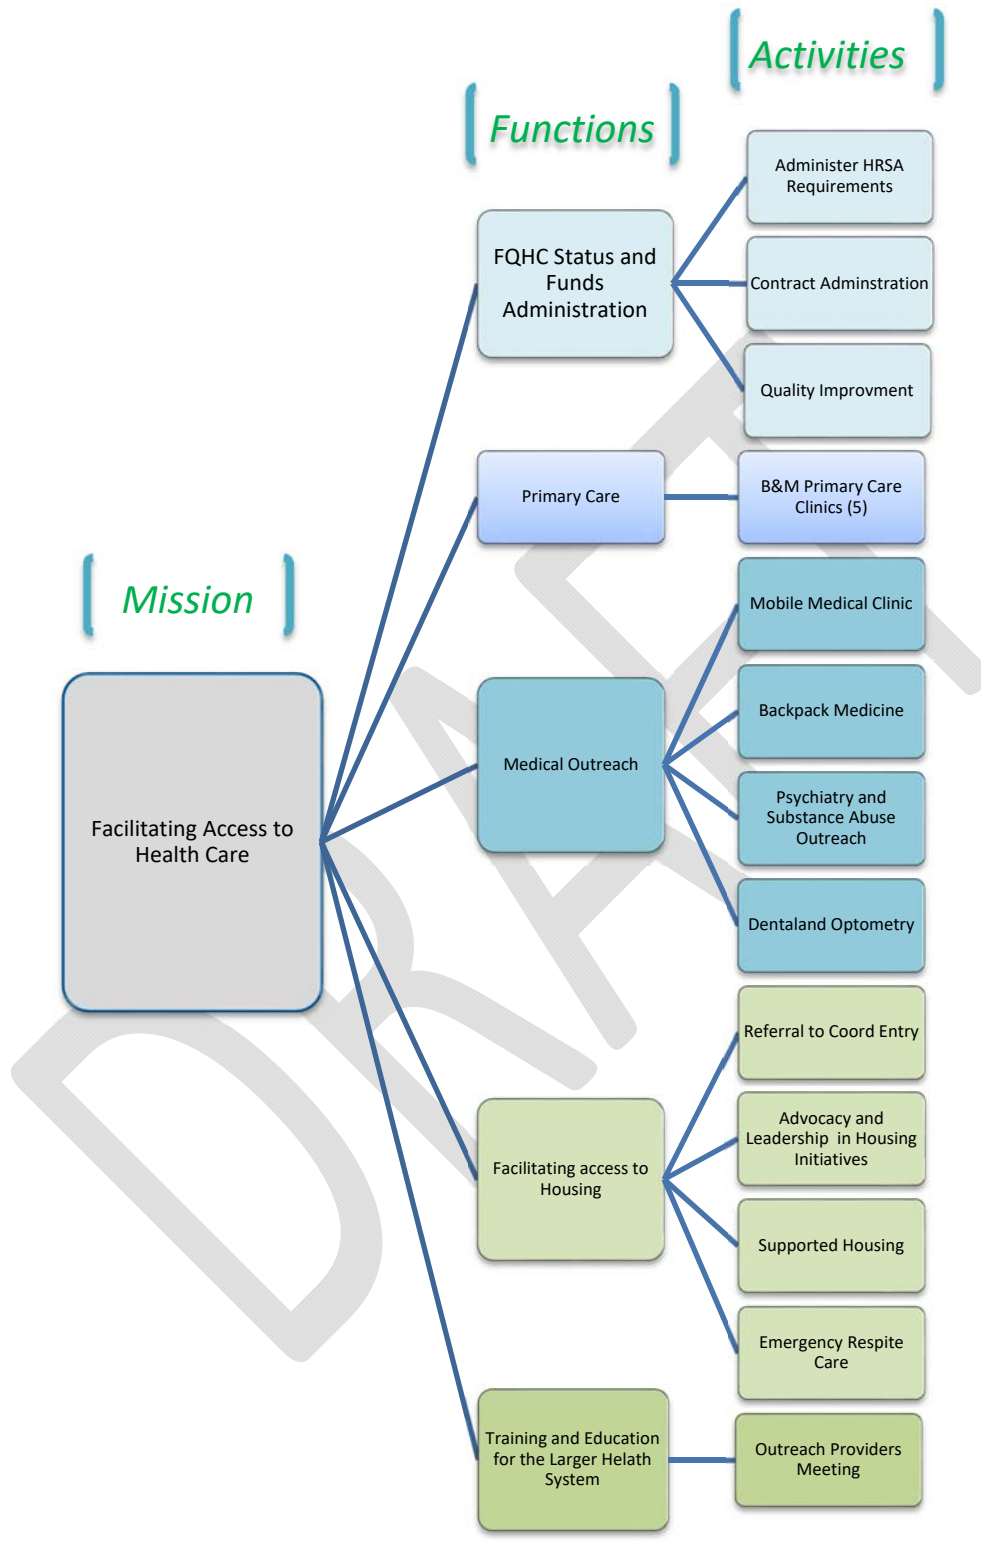 Activities
Functions
Administer HRSA
Requirements
FQHC Status and
Funds
Administration
Contract Adminstration
Quality Improvment
Primary Care
B&M Primary Care
Clinics (5)
Mission
Mobile Medical Clinic
Backpack Medicine
Medical Outreach
Psychiatry and
Substance Abuse
Outreach
Facilitating Access to
Health Care
Dentaland Optometry
Referral to Coord Entry
Advocacy and
Leadership  in Housing
Initiatives
Facilitating access to
Housing
Supported Housing
Emergency Respite
Care
Training and Education
for the Larger Helath
System
Outreach Providers
Meeting
DRAFT